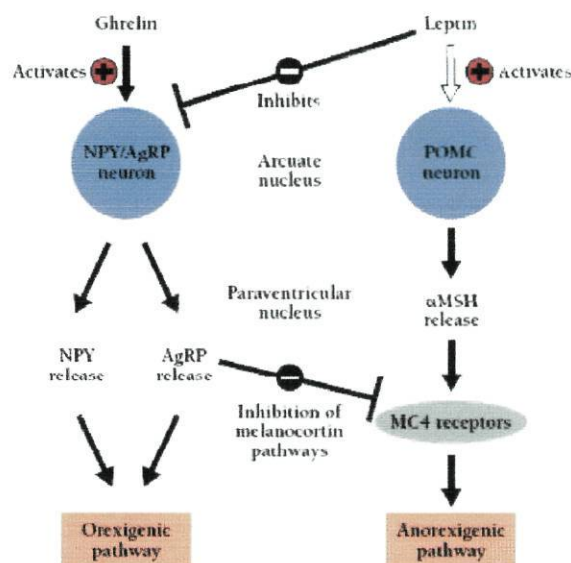 Ghrelin
Leptin
Activates
Activates
Inhibits
NPY/AgRP
neuron
Arcuate
nucleus
POMC
neuron
Paraventricular
nucleus
αMSH
release
NPY
release
AgRP
release
Inhibition of
melanocortin
pathways
MC4 receptors
Orexigenic
pathway
Anorexigenic
pathway